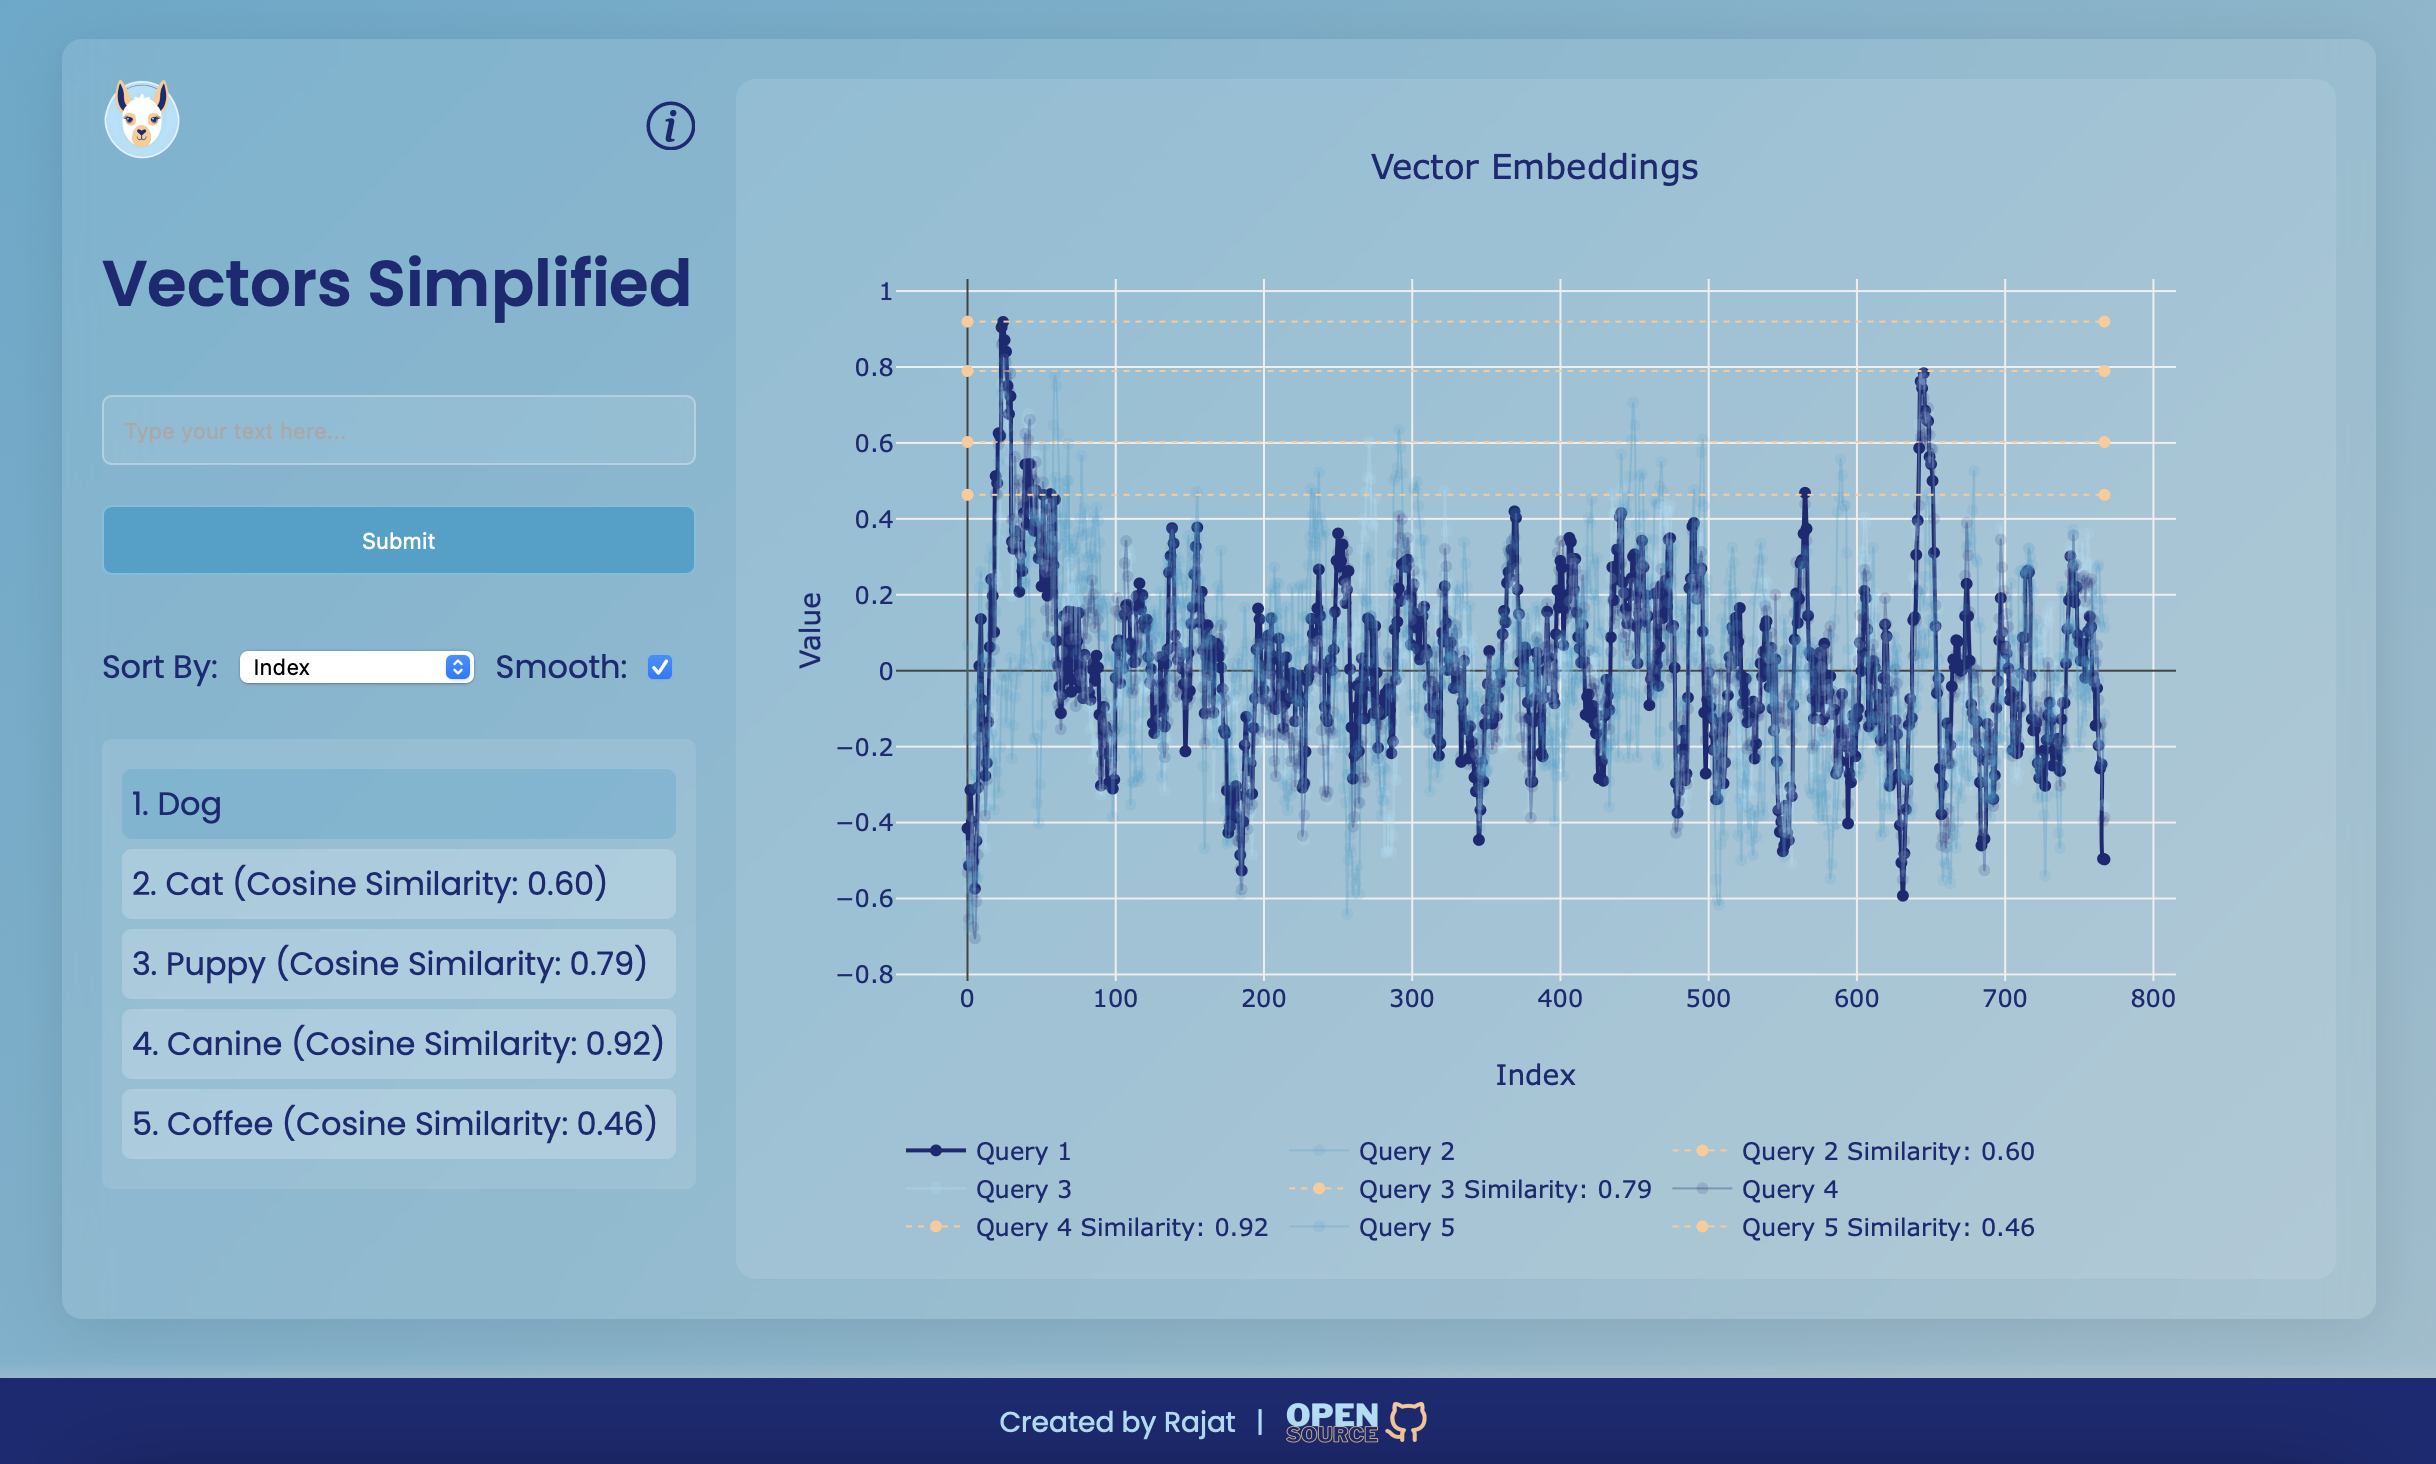 i
Vectors Simplified
Type your text here...
Submit
Sort By: Index Smooth:
1. Dog
2. Cat (Cosine Similarity: 0.60)
3. Puppy (Cosine Similarity: 0.79)
4. Canine (Cosine Similarity: 0.92)
5. Coffee (Cosine Similarity: 0.46)
Vector Embeddings
Value
1
0.8
0.6
0.4
0.2
0
−0.2
−0.4
−0.6
−0.8
0 100 200 300 400 500 600 700 800
Index
Query 1 Query 2 Query 2 Similarity: 0.60
Query 3 Query 3 Similarity: 0.79 Query 4
Query 4 Similarity: 0.92 Query 5 Query 5 Similarity: 0.46
Created by Rajat | OPEN
SOURCE